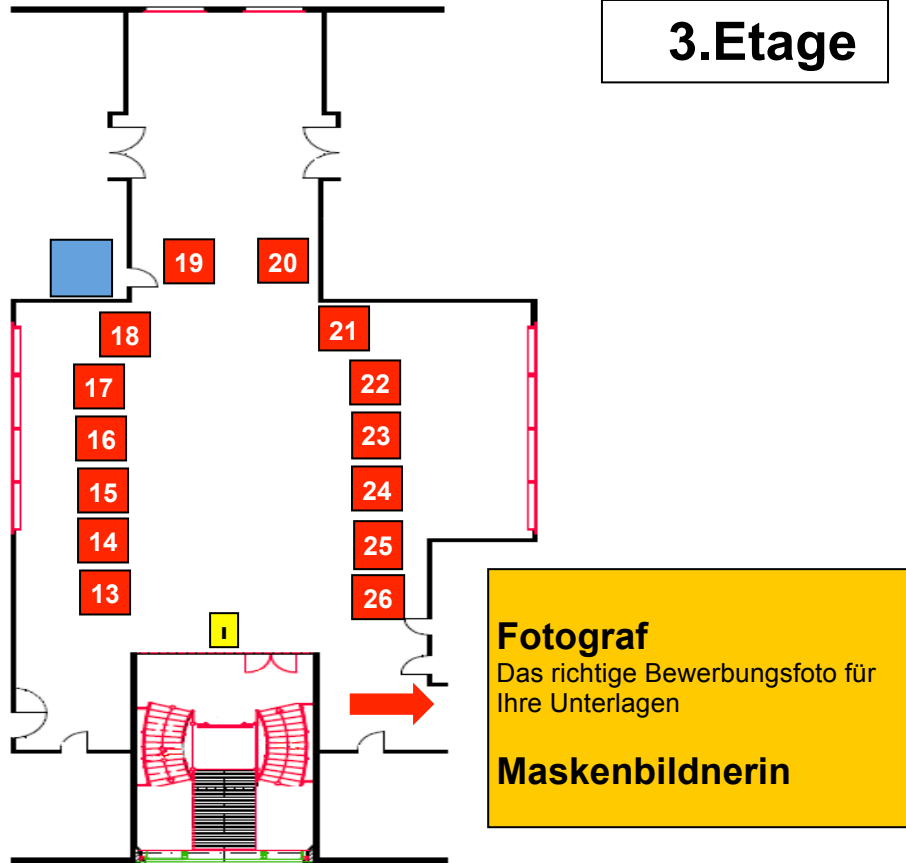 3.Etage
19
20
18
21
17
22
16
23
15
24
14
25
13
26
I
Fotograf
Das richtige Bewerbungsfoto für
Ihre Unterlagen
Maskenbildnerin